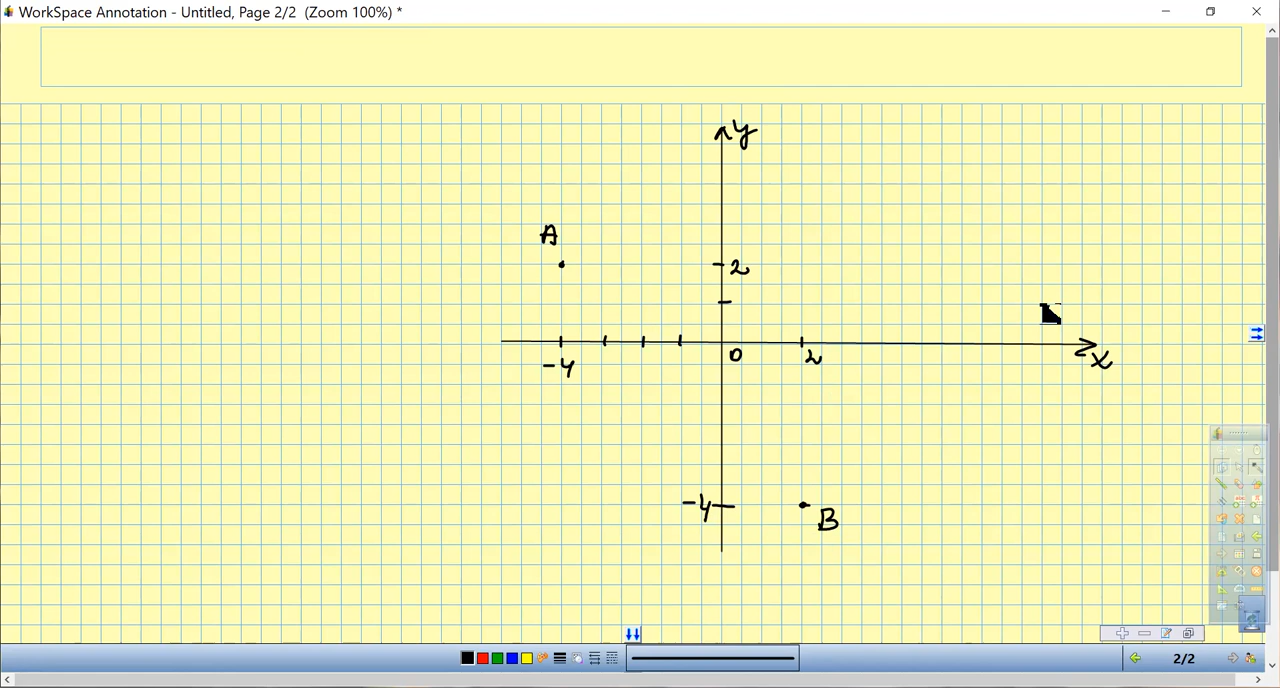 WorkSpace Annotation - Untitled, Page 2/2 (Zoom 100%) *
y
A
2
0
2
-4
x
-4
B
2/2